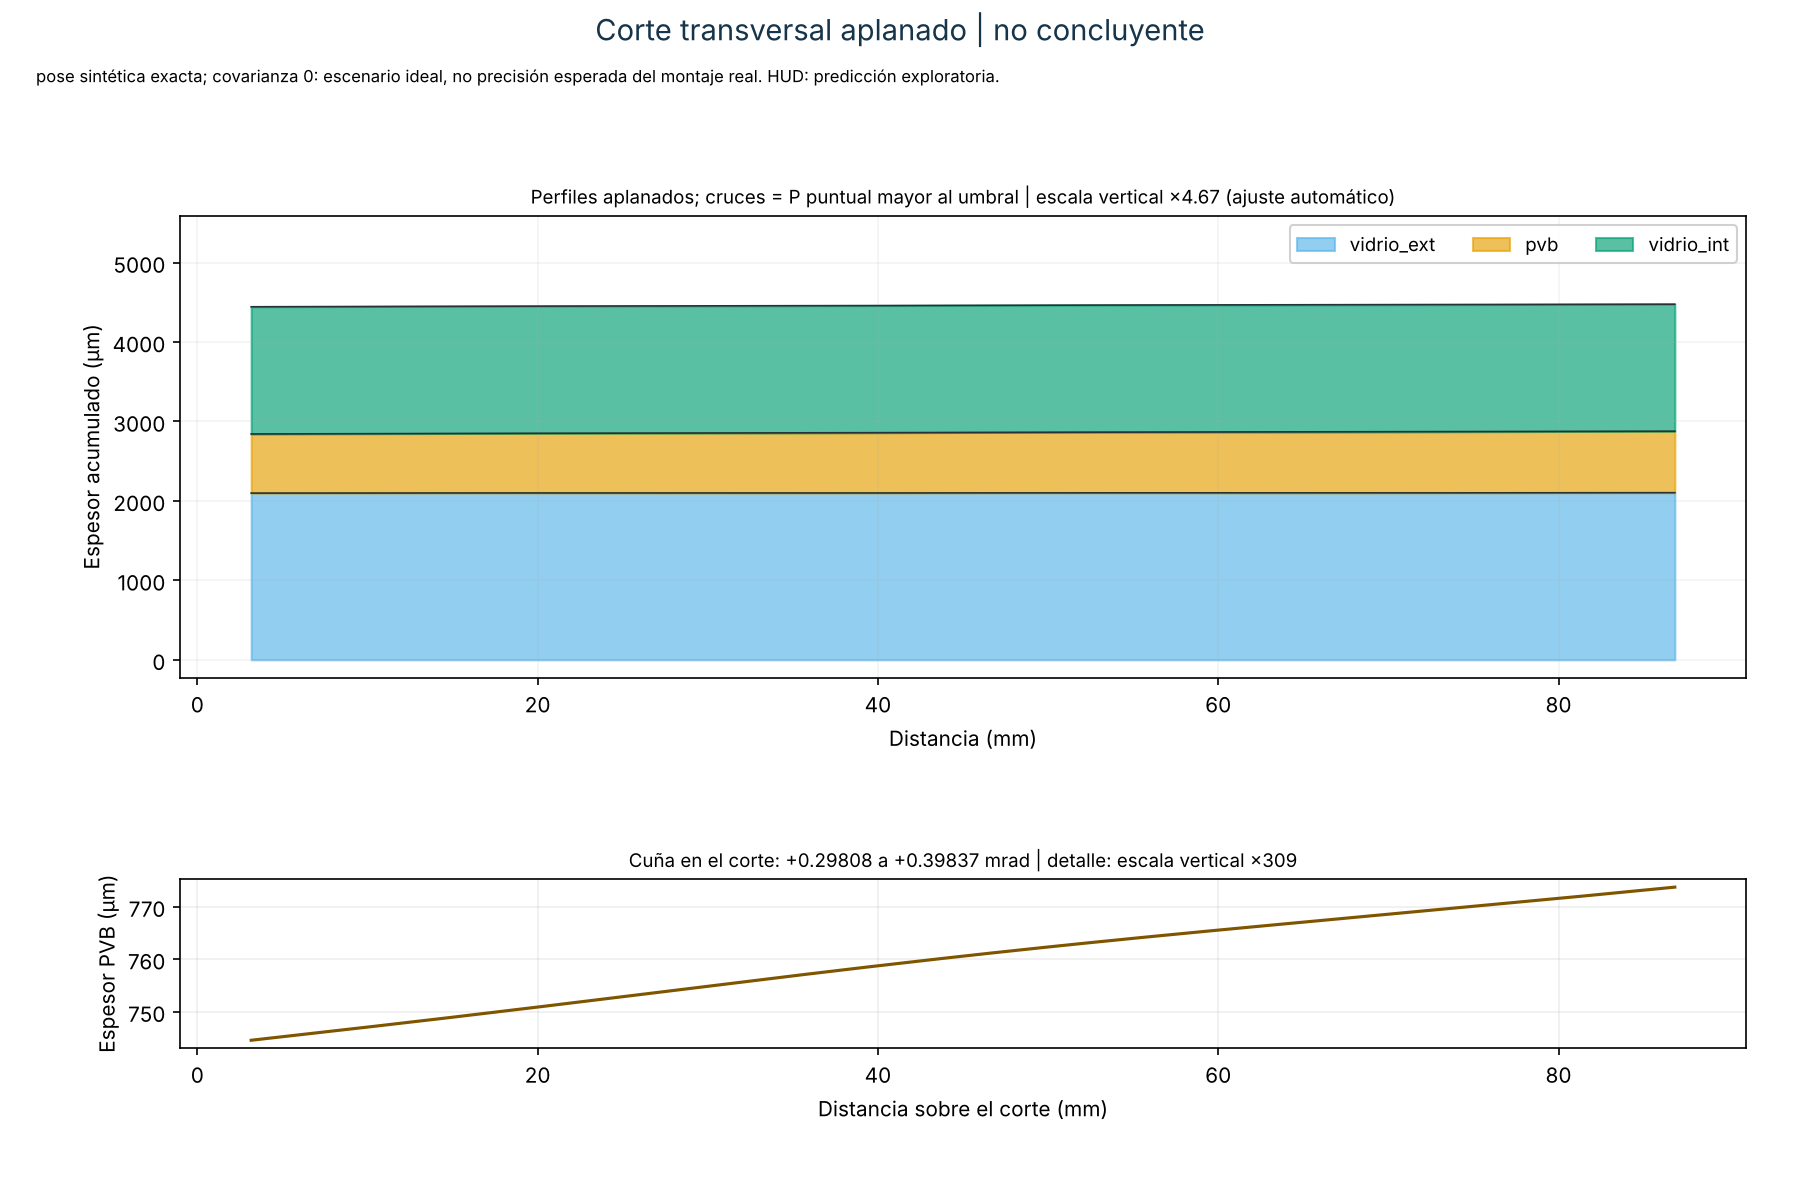 Corte transversal aplanado | no concluyente
pose sintética exacta; covarianza 0: escenario ideal, no precisión esperada del montaje real. HUD: predicción exploratoria.
Perfiles aplanados; cruces = P puntual mayor al umbral | escala vertical ×4.67 (ajuste automático)
vidrio_ext pvb vidrio_int
Espesor acumulado (µm)
5000
4000
3000
2000
1000
0
0 20 40 60 80
Distancia (mm)
Cuña en el corte: +0.29808 a +0.39837 mrad | detalle: escala vertical ×309
Espesor PVB (µm)
770
760
750
0 20 40 60 80
Distancia sobre el corte (mm)